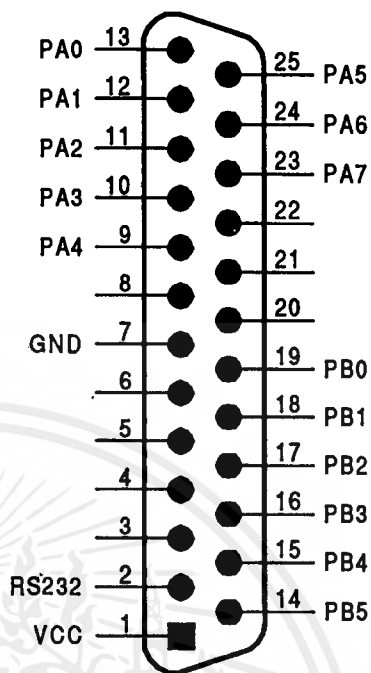 PA0 13
25 PA5
PA1 12
24 PA6
PA2 11
23 PA7
PA3 10
22
PA4 9
21
8
20
GND 7
19 PB0
6
18 PB1
5
17 PB2
4
16 PB3
3
15 PB4
RS232 2
14 PB5
VCC 1